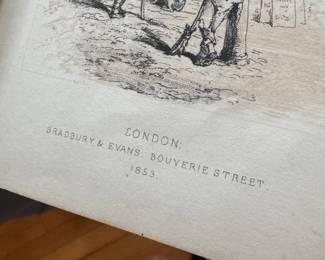 LONDON:
BRADBURY & EVANS, BOUVERIE STREET.
1853.